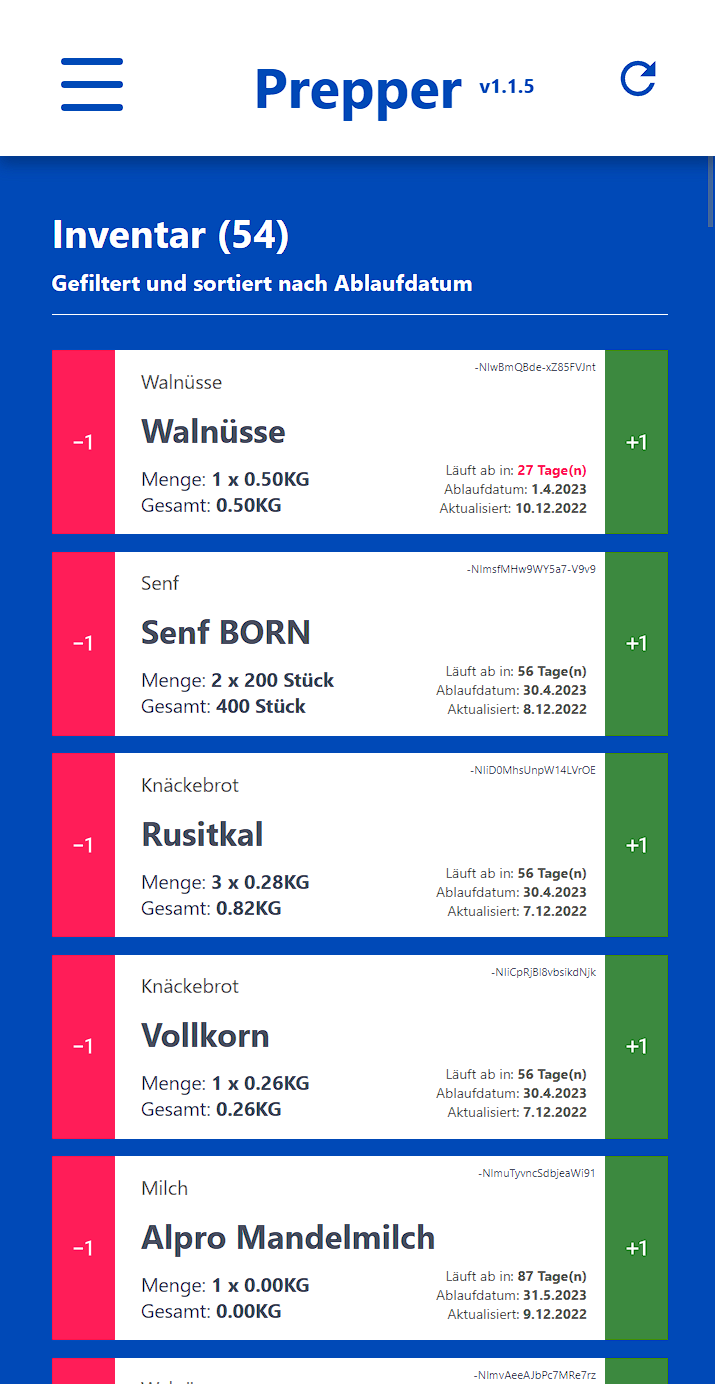 Prepper v1.1.5
Inventar (54)
Gefiltert und sortiert nach Ablaufdatum
-NIwBmQBde-xZ85FVJnt
Walnüsse
Walnüsse
−1
+1
Menge: 1 x 0.50KG
Gesamt: 0.50KG
Läuft ab in: 27 Tage(n)
Ablaufdatum: 1.4.2023
Aktualisiert: 10.12.2022
-NImsfMHw9WY5a7-V9v9
Senf
Senf BORN
−1
+1
Menge: 2 x 200 Stück
Gesamt: 400 Stück
Läuft ab in: 56 Tage(n)
Ablaufdatum: 30.4.2023
Aktualisiert: 8.12.2022
-NIiD0MhsUnpW14LVrOE
Knäckebrot
Rusitkal
−1
+1
Menge: 3 x 0.28KG
Gesamt: 0.82KG
Läuft ab in: 56 Tage(n)
Ablaufdatum: 30.4.2023
Aktualisiert: 7.12.2022
-NIiCpRjBI8vbsikdNjk
Knäckebrot
Vollkorn
−1
+1
Menge: 1 x 0.26KG
Gesamt: 0.26KG
Läuft ab in: 56 Tage(n)
Ablaufdatum: 30.4.2023
Aktualisiert: 7.12.2022
-NImuTyvncSdbjeaWi91
Milch
Alpro Mandelmilch
−1
+1
Menge: 1 x 0.00KG
Gesamt: 0.00KG
Läuft ab in: 87 Tage(n)
Ablaufdatum: 31.5.2023
Aktualisiert: 9.12.2022
-NImvAeeAJbPc7MRe7rz